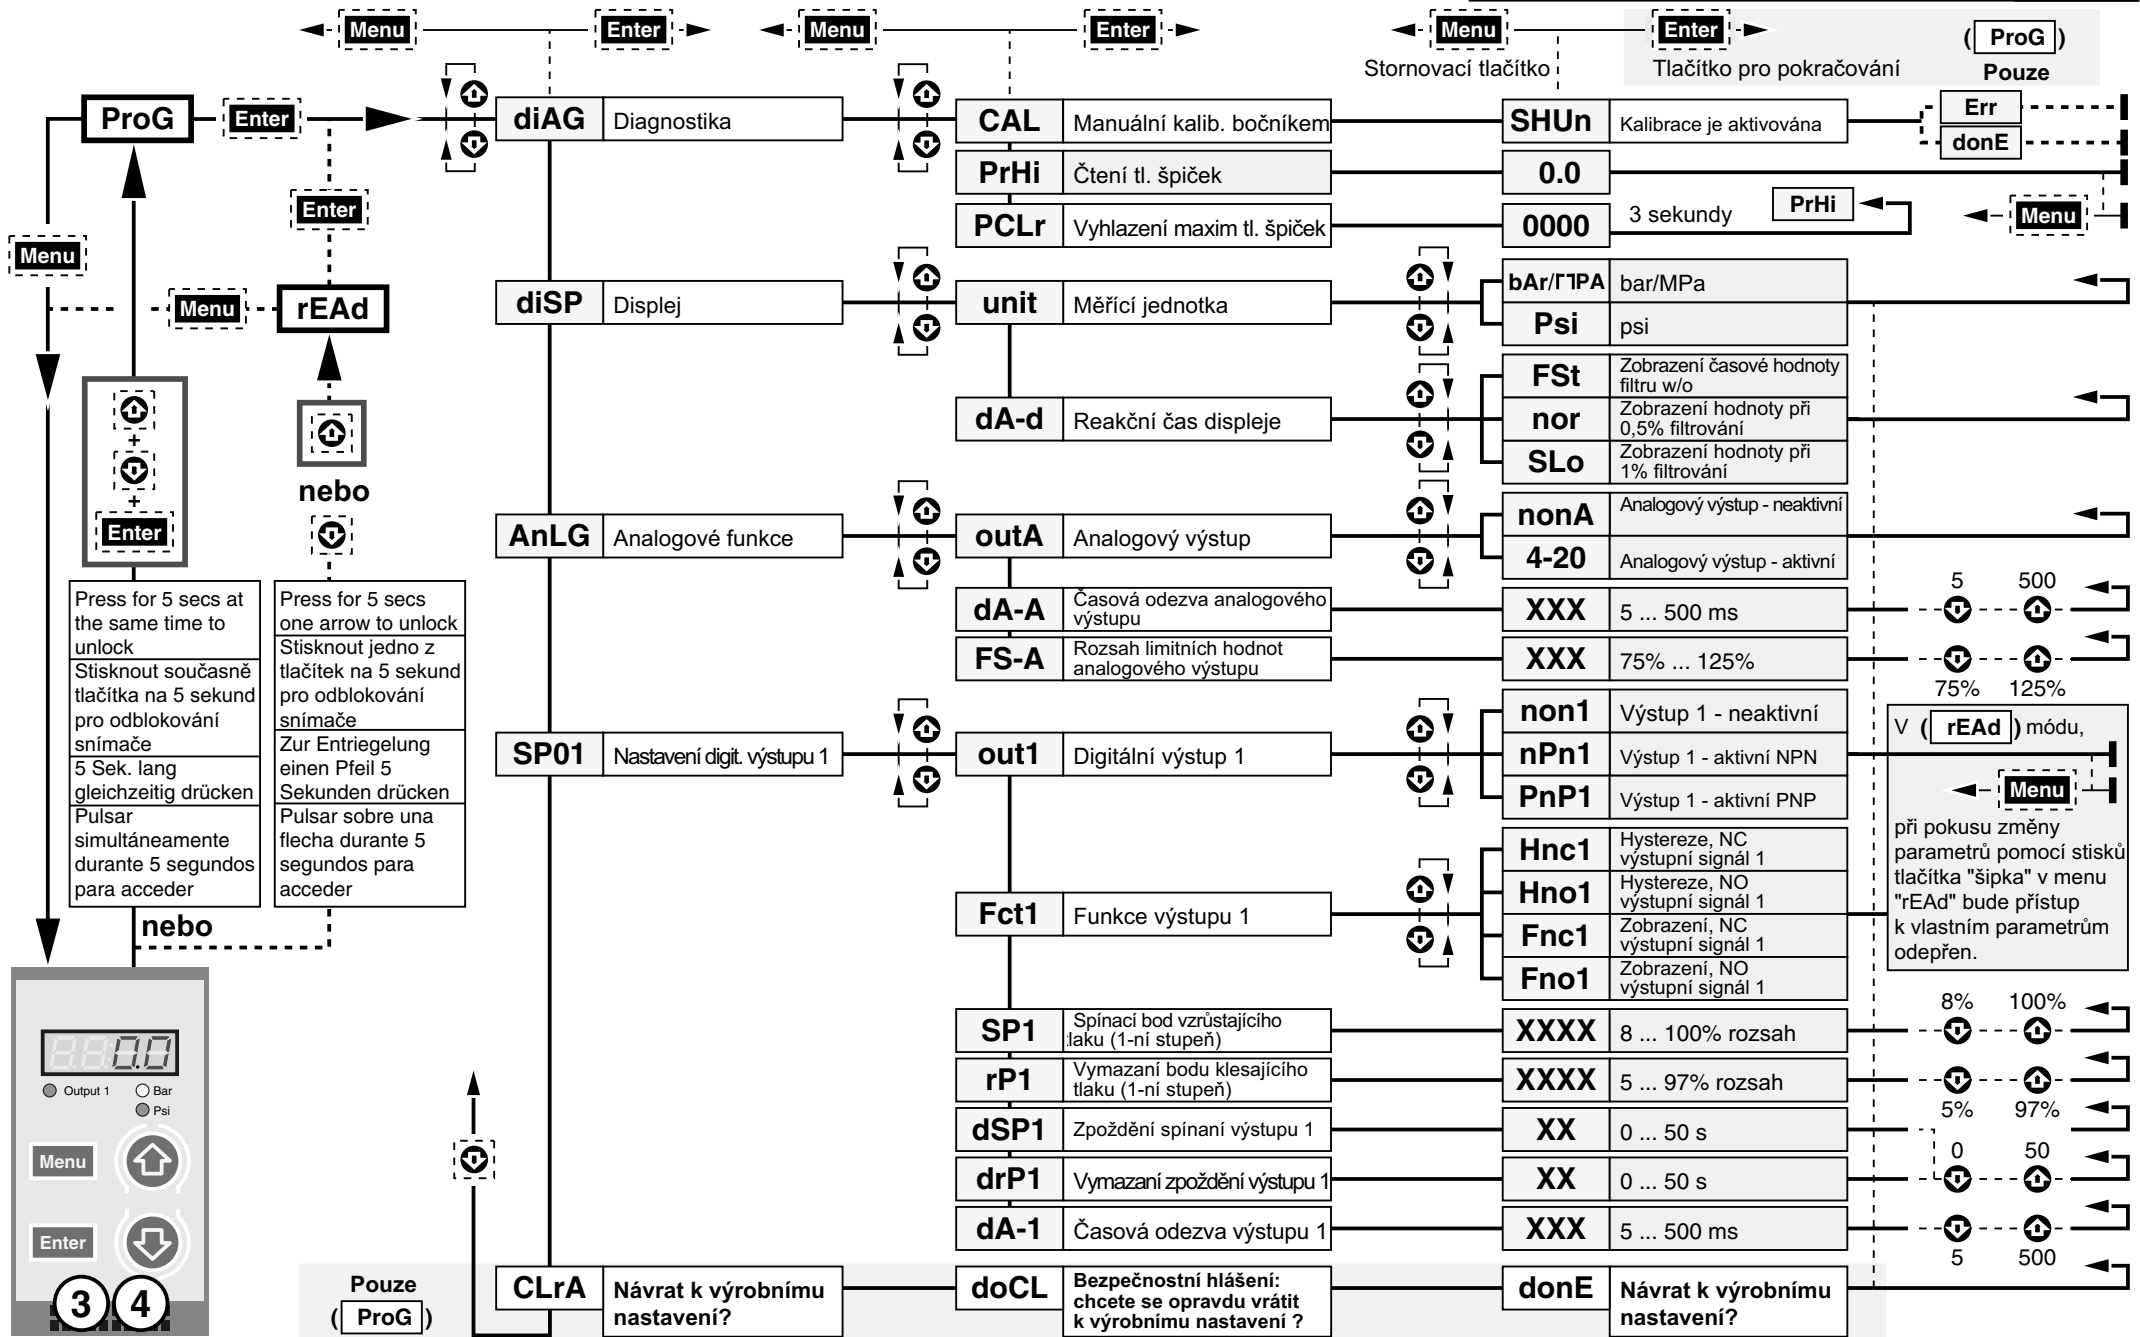 Menu Enter Menu Enter Menu Enter ( ProG )
Stornovací tlačítko Tlačítko pro pokračování Pouze
ProG Enter diAG Diagnostika CAL Manuální kalib. bočníkem SHUn Kalibrace je aktivována Err
donE
PrHi Čtení tl. špiček 0.0
Enter
PCLr Vyhlazení maxim tl. špiček 0000 3 sekundy PrHi Menu
Menu
Menu rEAd diSP Displej unit Měřící jednotka bAr/ПPA bar/MPa
Psi psi
dA-d Reakční čas displeje FSt Zobrazení časové hodnoty
filtru w/o
nor Zobrazení hodnoty při
0,5% filtrování
SLo Zobrazení hodnoty při
1% filtrování
+
+
Enter
nebo
AnLG Analogové funkce outA Analogový výstup nonA Analogový výstup - neaktivní
4-20 Analogový výstup - aktivní
dA-A Časová odezva analogového
výstupu
XXX 5 ... 500 ms 5 500
FS-A Rozsah limitních hodnot
analogového výstupu
XXX 75% ... 125% 75% 125%
Press for 5 secs at
the same time to
unlock
Stisknout současně
tlačítka na 5 sekund
pro odblokování
snímače
5 Sek. lang
gleichzeitig drücken
Pulsar
simultáneamente
durante 5 segundos
para acceder
Press for 5 secs
one arrow to unlock
Stisknout jedno z
tlačítek na 5 sekund
pro odblokování
snímače
Zur Entriegelung
einen Pfeil 5
Sekunden drücken
Pulsar sobre una
flecha durante 5
segundos para
acceder
nebo
SP01 Nastavení digit. výstupu 1 out1 Digitální výstup 1 non1 Výstup 1 - neaktivní
nPn1 Výstup 1 - aktivní NPN
PnP1 Výstup 1 - aktivní PNP
V ( rEAd ) módu,
Menu
při pokusu změny
parametrů pomocí stisků
tlačítka "šipka" v menu
"rEAd" bude přístup
k vlastním parametrům
odepřen.
Fct1 Funkce výstupu 1 Hnc1 Hystereze, NC
výstupní signál 1
Hno1 Hystereze, NO
výstupní signál 1
Fnc1 Zobrazení, NC
výstupní signál 1
Fno1 Zobrazení, NO
výstupní signál 1
SP1 Spínací bod vzrůstajícího
tlaku (1-ní stupeň)
XXXX 8 ... 100% rozsah 8% 100%
rP1 Vymazaní bodu klesajícího
tlaku (1-ní stupeň)
XXXX 5 ... 97% rozsah 5% 97%
dSP1 Zpoždění spínaní výstupu 1 XX 0 ... 50 s
0 50
drP1 Vymazaní zpoždění výstupu 1 XX 0 ... 50 s
dA-1 Časová odezva výstupu 1 XXX 5 ... 500 ms 5 500
0.0
Output 1 Bar
Psi
Menu
Enter
3 4
Pouze
( ProG )
CLrA Návrat k výrobnímu
nastavení?
doCL Bezpečnostní hlášení:
chcete se opravdu vrátit
k výrobnímu nastavení ?
donE Návrat k výrobnímu
nastavení?